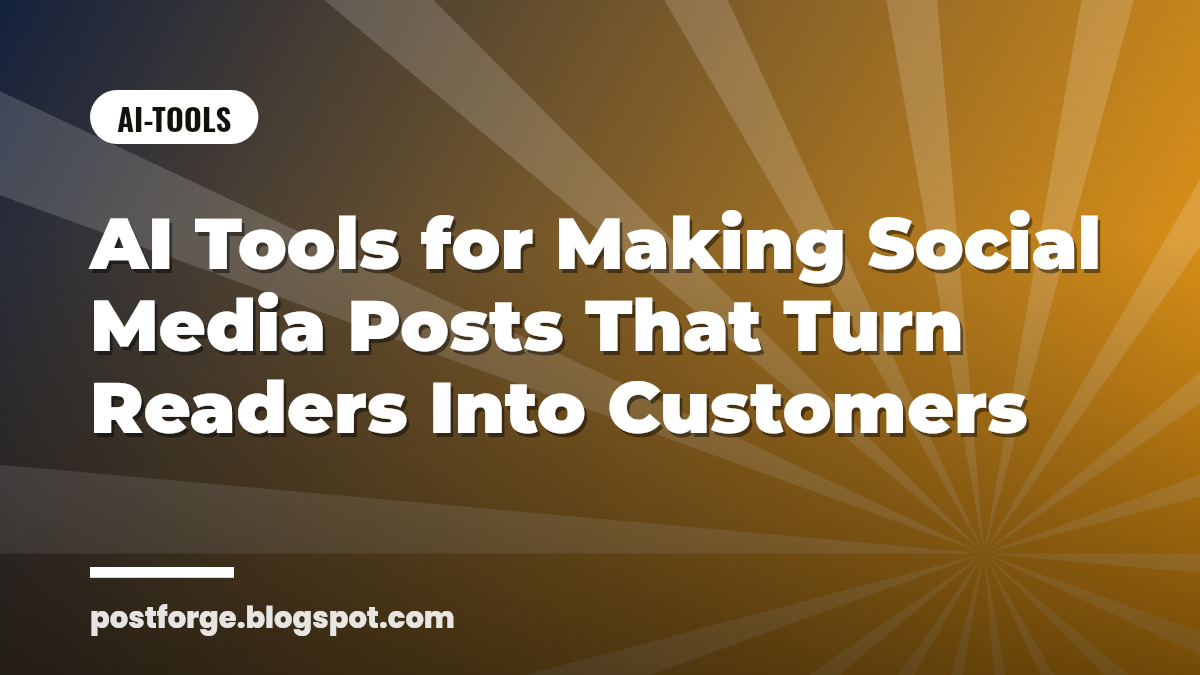 AI-TOOLS
AI Tools for Making Social
Media Posts That Turn
Readers Into Customers
postforge.blogspot.com